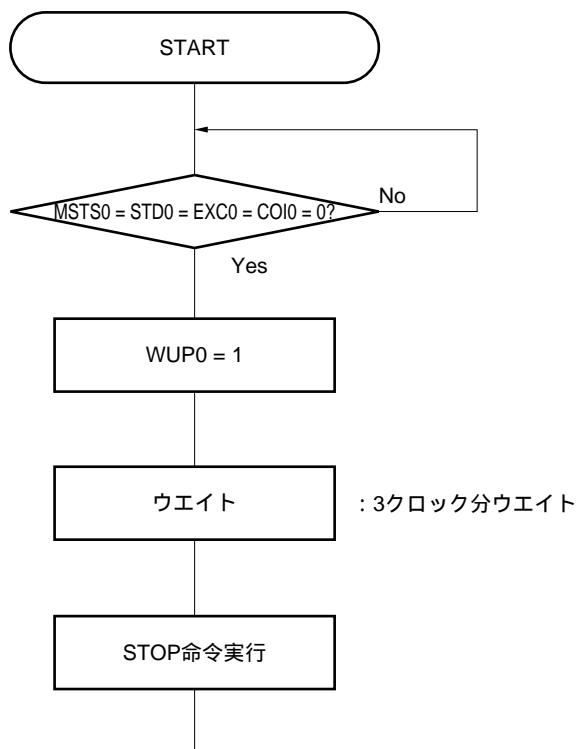 START
MSTS0 = STD0 = EXC0 = COI0 = 0?
No
Yes
WUP0 = 1
ウエイト
：3クロック分ウエイト
STOP命令実行